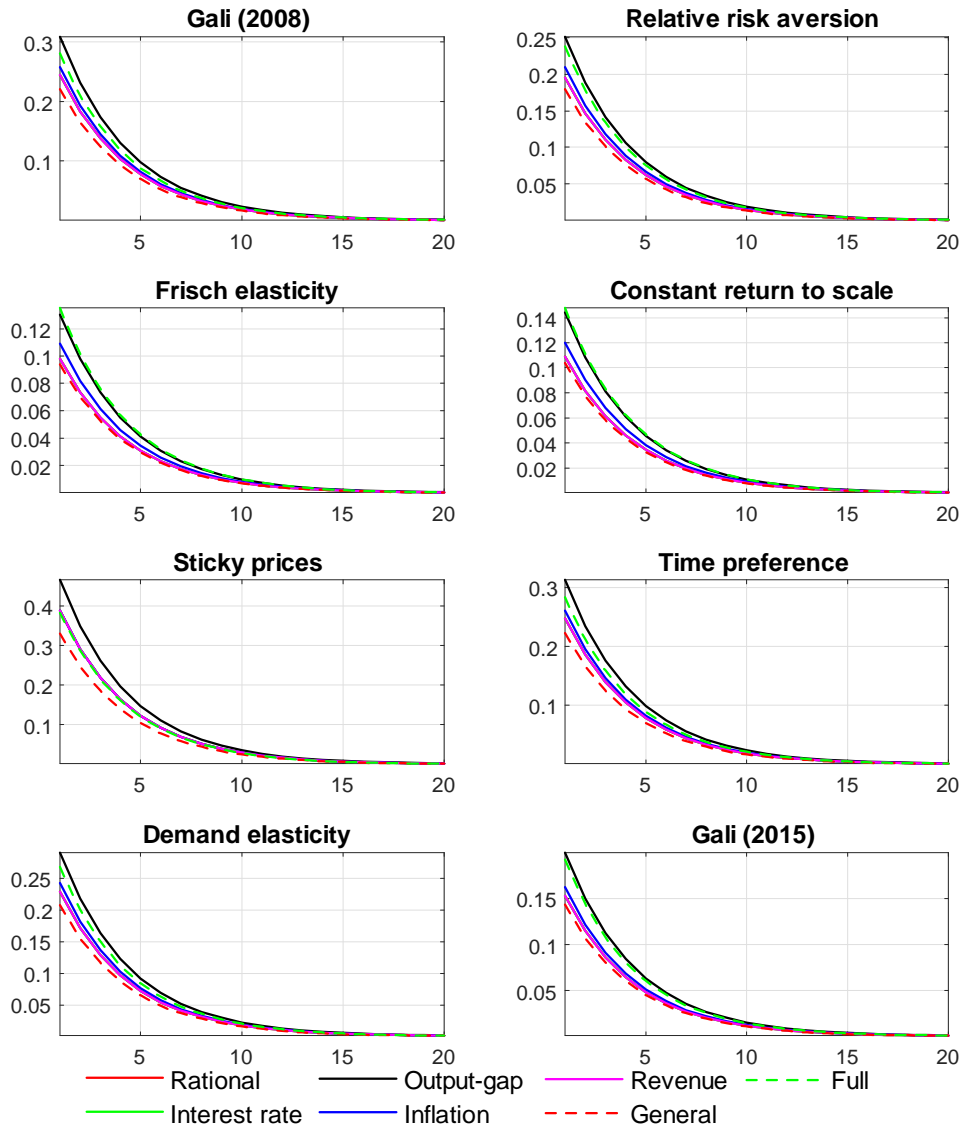 Gali (2008)
0.3
0.2
0.1
5 10 15 20
Relative risk aversion
0.25
0.2
0.15
0.1
0.05
5 10 15 20
Frisch elasticity
0.12
0.1
0.08
0.06
0.04
0.02
5 10 15 20
Constant return to scale
0.14
0.12
0.1
0.08
0.06
0.04
0.02
5 10 15 20
Sticky prices
0.4
0.3
0.2
0.1
5 10 15 20
Time preference
0.3
0.2
0.1
5 10 15 20
Demand elasticity
0.25
0.2
0.15
0.1
0.05
5 10 15 20
Gali (2015)
0.15
0.1
0.05
5 10 15 20
Rational Output-gap Revenue Full
Interest rate Inflation General